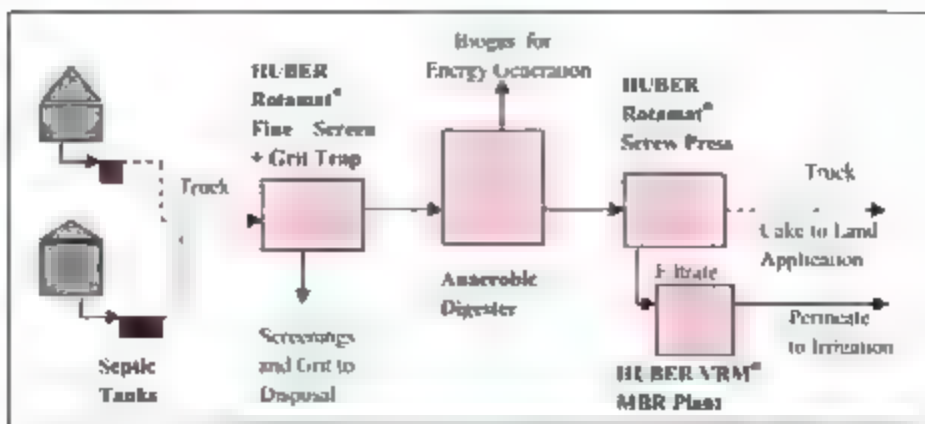 Biogas for
Energy Generation
HUBER
Rotamat®
Fine Screen
+ Grit Trap
HUBER
Rotamat®
Screw Press
Truck
Truck
Cake to Land
Application
Filtrate
Anaerobic
Digester
Screenings
and Grit to
Disposal
Septic
Tanks
Permeate
to Irrigation
HUBER VRM®
MBR Plant